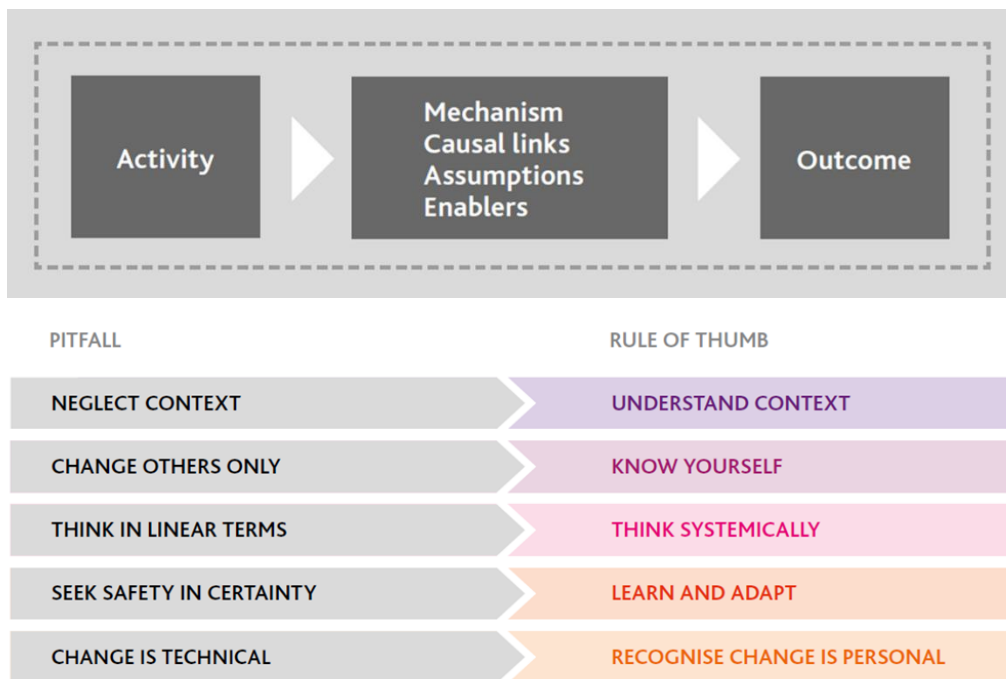 Activity
Mechanism
Causal links
Assumptions
Enablers
Outcome
PITFALL
RULE OF THUMB
NEGLECT CONTEXT
UNDERSTAND CONTEXT
CHANGE OTHERS ONLY
KNOW YOURSELF
THINK IN LINEAR TERMS
THINK SYSTEMICALLY
SEEK SAFETY IN CERTAINTY
LEARN AND ADAPT
CHANGE IS TECHNICAL
RECOGNISE CHANGE IS PERSONAL